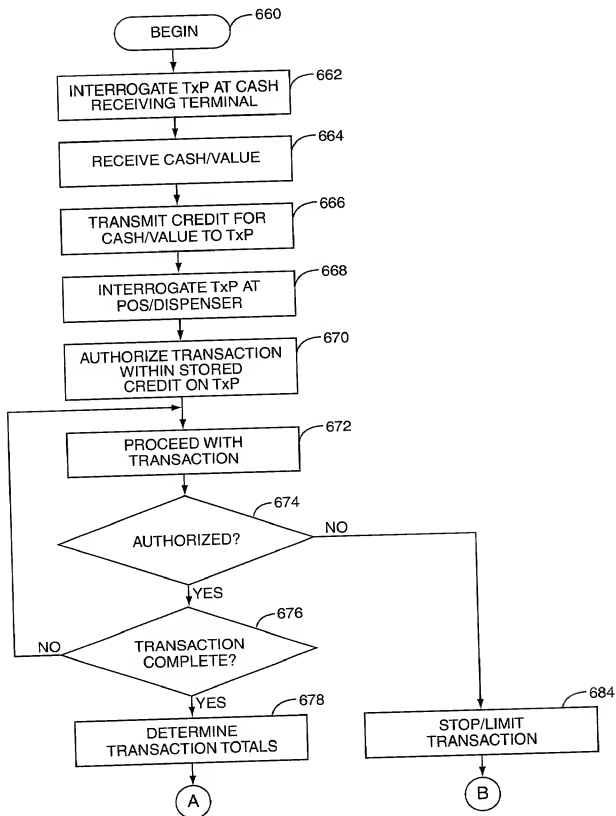 BEGIN
660
INTERROGATE TxP AT CASH
RECEIVING TERMINAL
662
RECEIVE CASH/VALUE
664
TRANSMIT CREDIT FOR
CASH/VALUE TO TxP
666
INTERROGATE TxP AT
POS/DISPENSER
668
AUTHORIZE TRANSACTION
WITHIN STORED
CREDIT ON TxP
670
PROCEED WITH
TRANSACTION
672
AUTHORIZED?
674
NO
YES
TRANSACTION
COMPLETE?
676
NO
YES
DETERMINE
TRANSACTION TOTALS
678
STOP/LIMIT
TRANSACTION
684
A
B